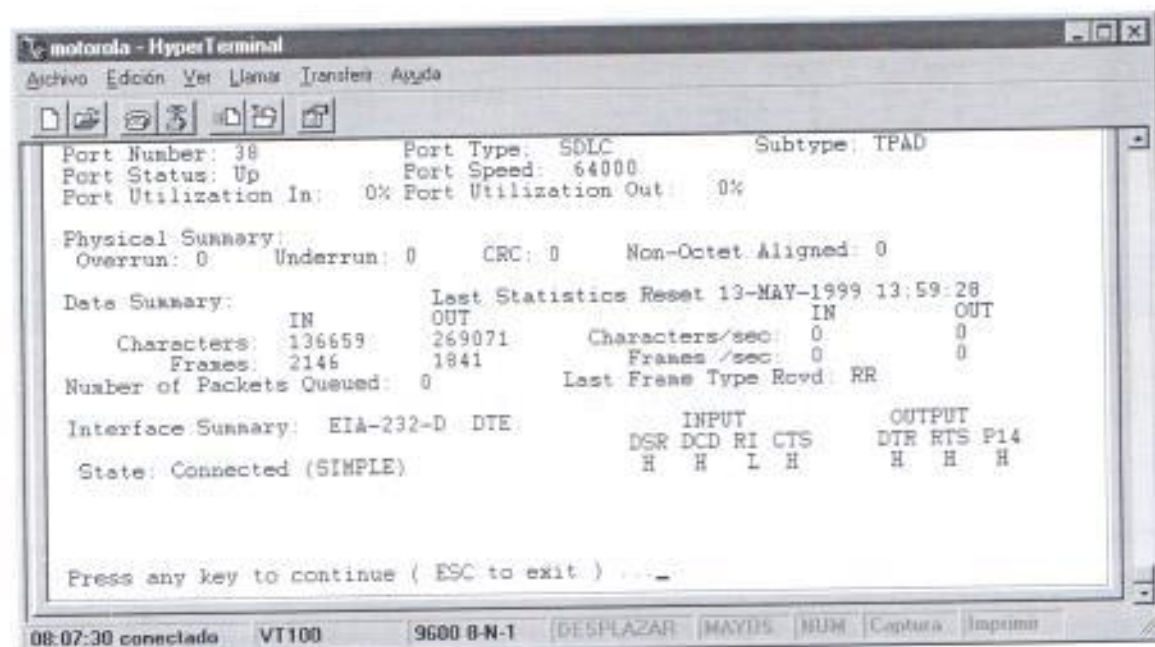 motorola - HyperTerminal
Archivo Edición Ver Llamar Transferir Ayuda
Port Number: 38 Port Type: SDLC Subtype: TPAD
Port Status: Up Port Speed: 64000
Port Utilization In: 0% Port Utilization Out: 0%
Physical Summary:
Overrun: 0 Underrun: 0 CRC: 0 Non-Octet Aligned: 0
Data Summary: Last Statistics Reset 13-MAY-1999 13:59:28
IN OUT IN OUT
Characters: 136659 269071 Characters/sec: 0 0
Frames: 2146 1841 Frames /sec: 0 0
Number of Packets Queued: 0 Last Frame Type Rcvd: RR
Interface Summary: EIA-232-D DTE INPUT OUTPUT
DSR DCD RI CTS DTR RTS P14
State: Connected (SIMPLE) H H L H H H H
Press any key to continue ( ESC to exit ) ..._
08:07:30 conectado VT100 9600 8-N-1 DESPLAZAR MAYÚS NUM Captura Imprimir